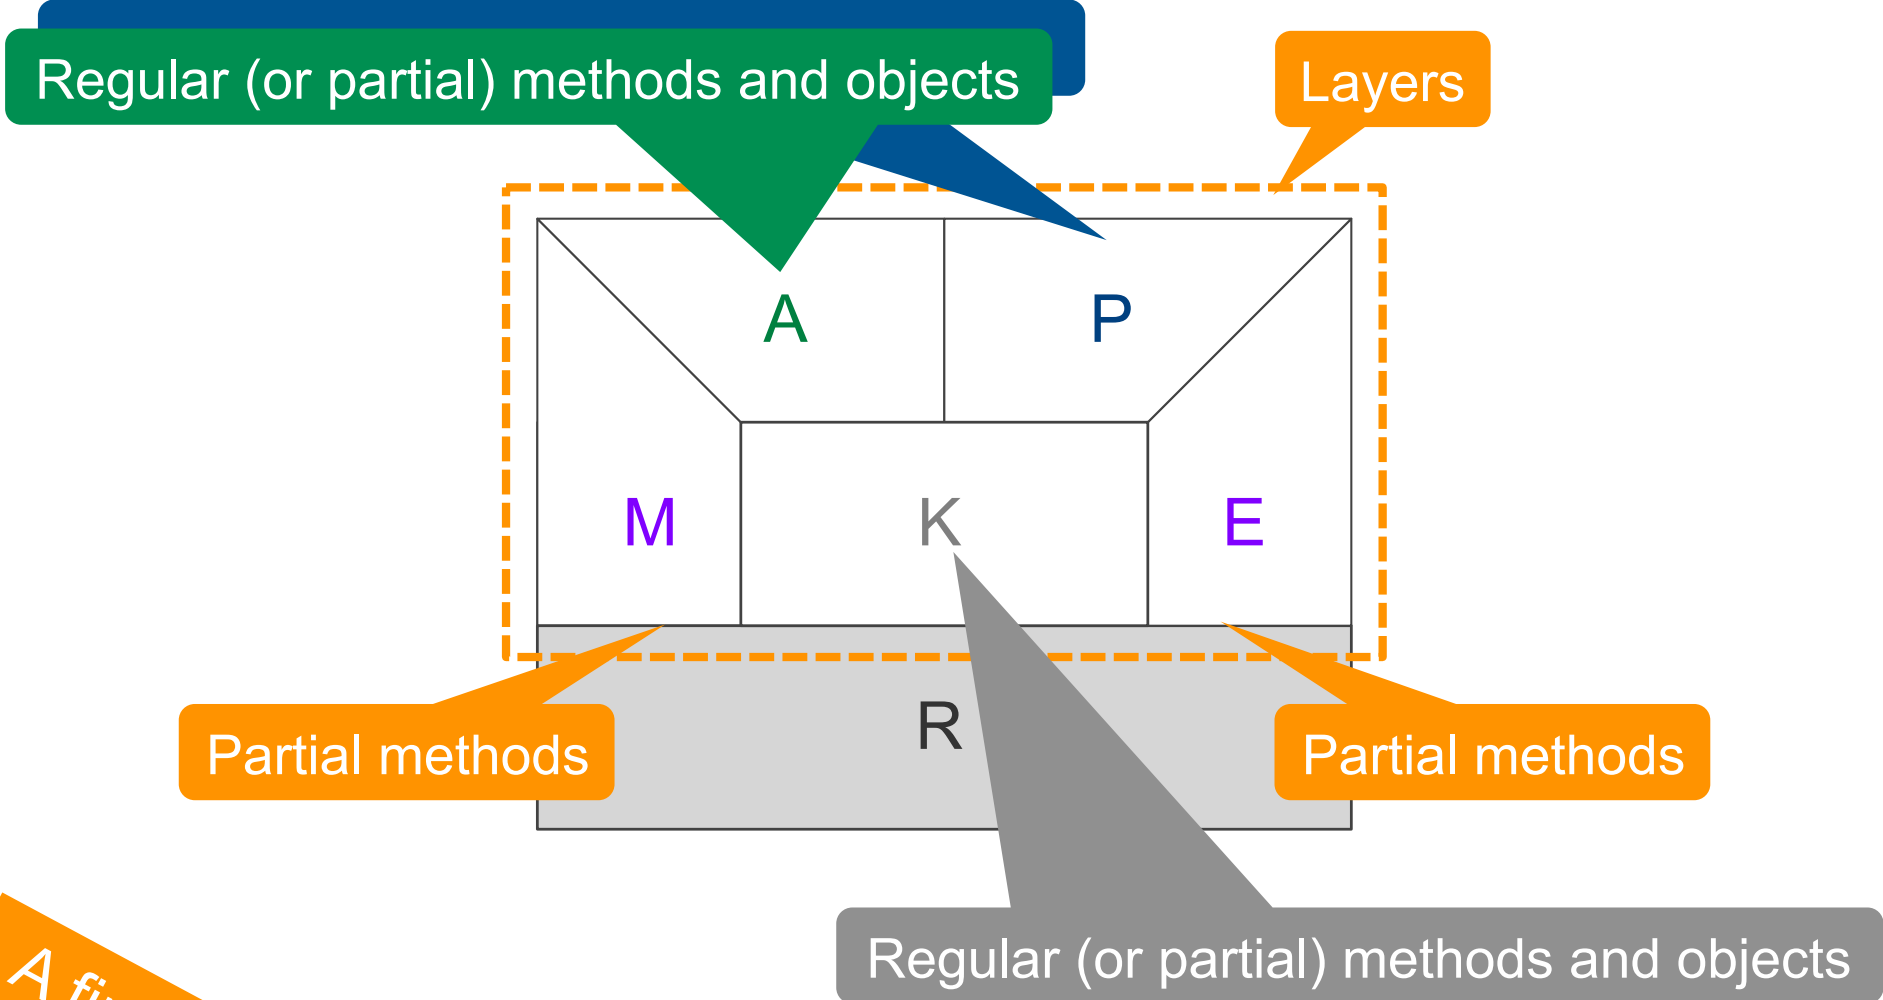 Regular (or partial) methods and objects
Layers
A
P
M
K
E
R
Partial methods
Partial methods
Regular (or partial) methods and objects
A